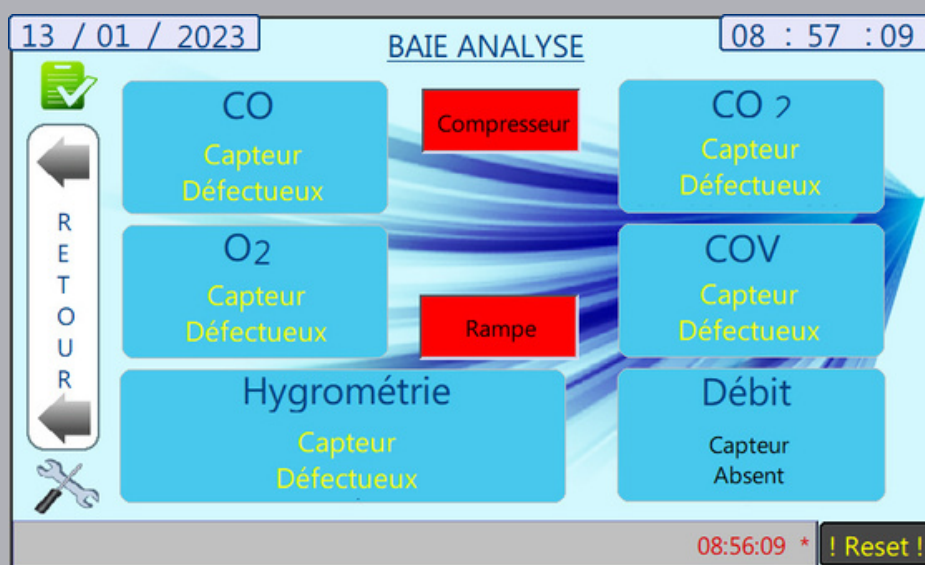 13 / 01 / 2023
BAIE ANALYSE
08 : 57 : 09
CO
Capteur
Défectueux
Compresseur
CO 2
Capteur
Défectueux
RETOUR
O2
Capteur
Défectueux
Rampe
COV
Capteur
Défectueux
Hygrométrie
Capteur
Défectueux
Débit
Capteur
Absent
08:56:09 *
! Reset !